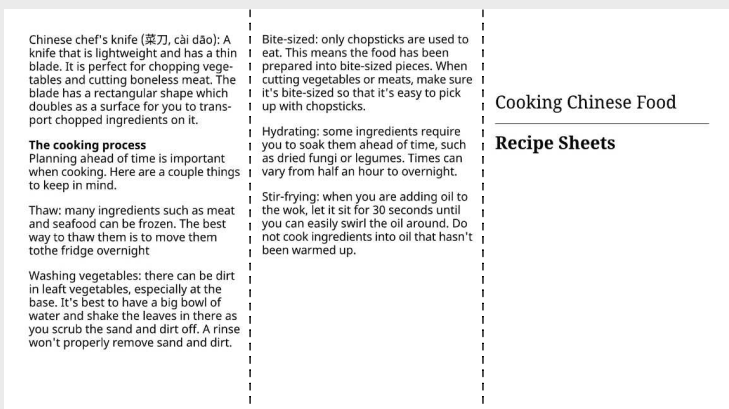 Chinese chef's knife (菜刀, cài dāo): A
knife that is lightweight and has a thin
blade. It is perfect for chopping vege-
tables and cutting boneless meat. The
blade has a rectangular shape which
doubles as a surface for you to trans-
port chopped ingredients on it.
The cooking process
Planning ahead of time is important
when cooking. Here are a couple things
to keep in mind.
Thaw: many ingredients such as meat
and seafood can be frozen. The best
way to thaw them is to move them
tothe fridge overnight
Washing vegetables: there can be dirt
in leaft vegetables, especially at the
base. It's best to have a big bowl of
water and shake the leaves in there as
you scrub the sand and dirt off. A rinse
won't properly remove sand and dirt.
Bite-sized: only chopsticks are used to
eat. This means the food has been
prepared into bite-sized pieces. When
cutting vegetables or meats, make sure
it's bite-sized so that it's easy to pick
up with chopsticks.
Hydrating: some ingredients require
you to soak them ahead of time, such
as dried fungi or legumes. Times can
vary from half an hour to overnight.
Stir-frying: when you are adding oil to
the wok, let it sit for 30 seconds until
you can easily swirl the oil around. Do
not cook ingredients into oil that hasn't
been warmed up.
Cooking Chinese Food
Recipe Sheets